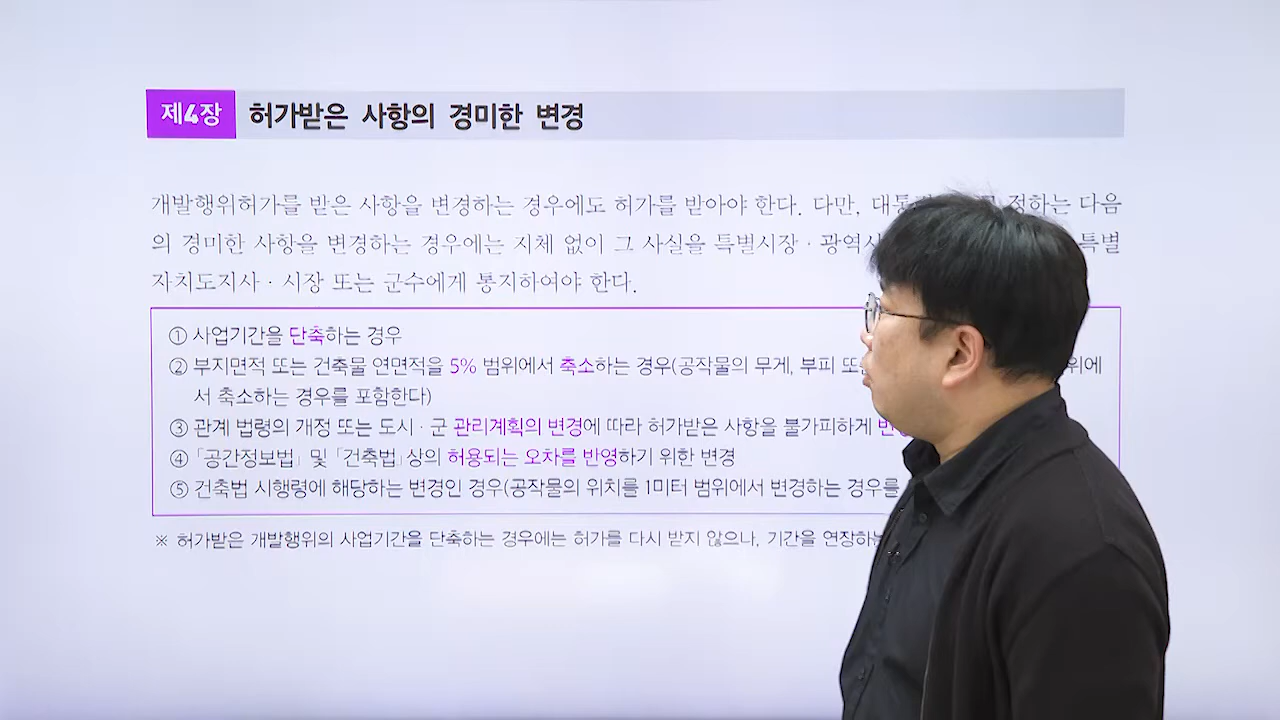 제4장 허가받은 사항의 경미한 변경
개발행위허가를 받은 사항을 변경하는 경우에도 허가를 받아야 한다. 다만, 정하는 다음
의 경미한 사항을 변경하는 경우에는 지체 없이 그 사실을 특별시장 · 특별
자치도지사 · 시장 또는 군수에게 통지하여야 한다.
① 사업기간을 단축하는 경우
② 부지면적 또는 건축물 연면적을 5% 범위에서 축소하는 경우(공작물의 무게, 부피
서 축소하는 경우를 포함한다)
③ 관계 법령의 개정 또는 도시 · 군 관리계획의 변경에 따라 허가받은 사항을 불가피하게
④ 「공간정보법」 및 「건축법」상의 허용되는 오차를 반영하기 위한 변경
⑤ 건축법 시행령에 해당하는 변경인 경우(공작물의 위치를 1미터 범위에서 변경하는 경우를
※ 허가받은 개발행위의 사업기간을 단축하는 경우에는 허가를 다시 받지 않으나, 기간을